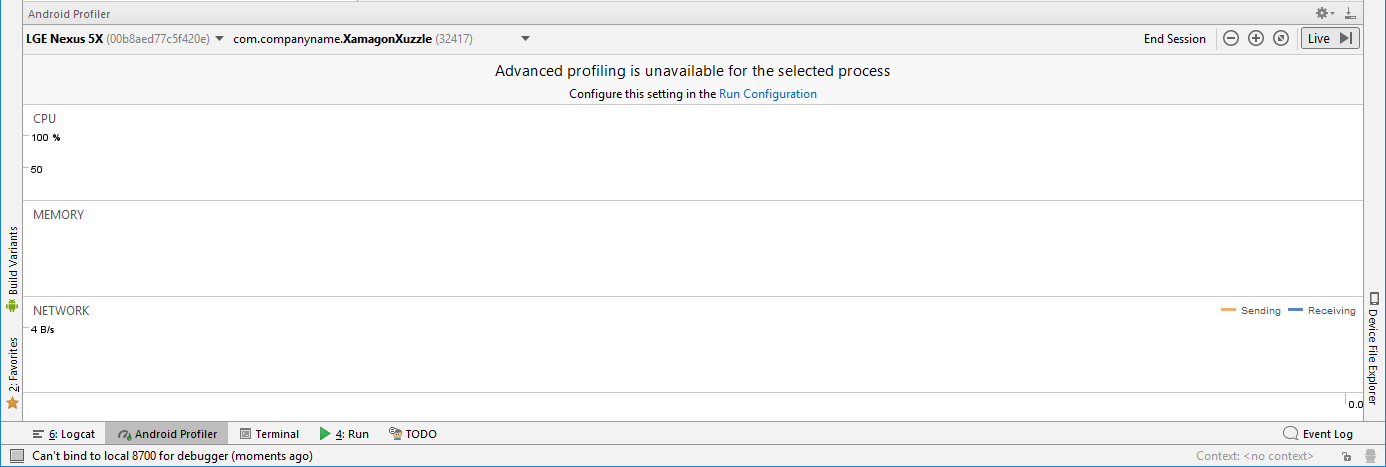 Android Profiler
LGE Nexus 5X (00b8aed77c5f420e) com.companyname.XamagonXuzzle (32417) End Session Live
Advanced profiling is unavailable for the selected process
Configure this setting in the Run Configuration
CPU
100 %
50
MEMORY
NETWORK Sending Receiving
4 B/s
0.0
Build Variants
2: Favorites
Device File Explorer
6: Logcat Android Profiler Terminal 4: Run TODO Event Log
Can't bind to local 8700 for debugger (moments ago) Context: <no context>